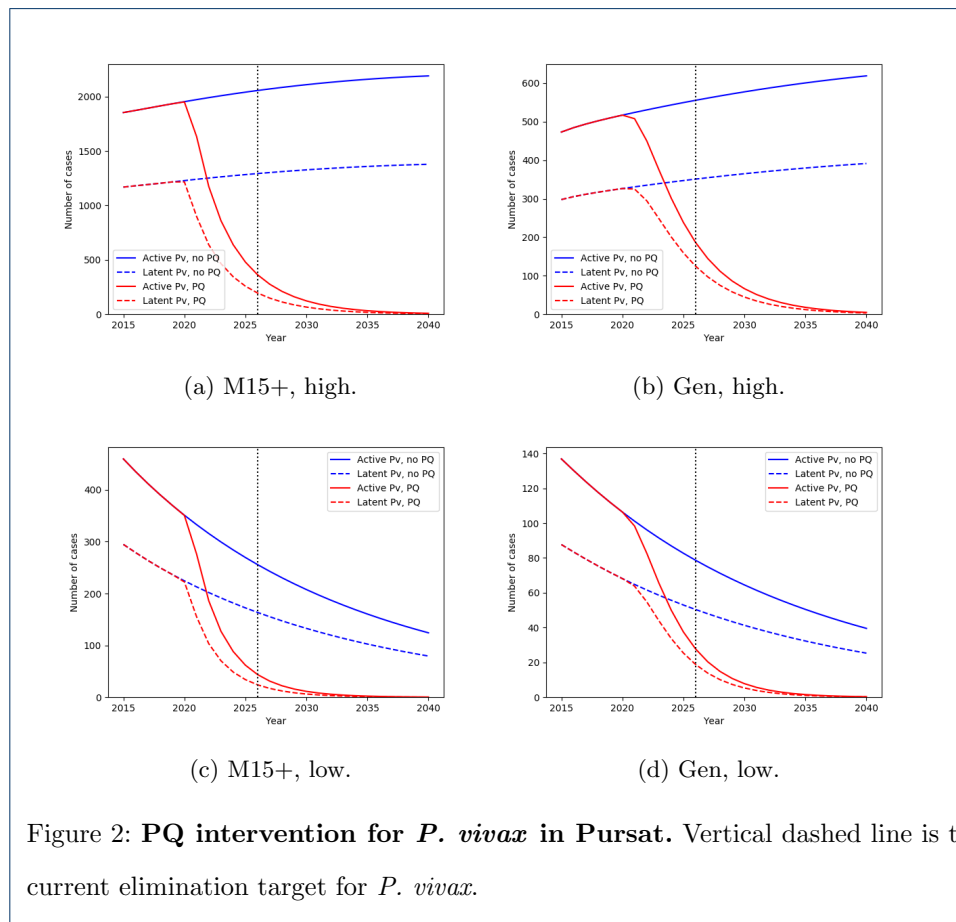 2000
1500
1000
500
0
Number of cases
Active Pv, no PQ
Latent Pv, no PQ
Active Pv, PQ
Latent Pv, PQ
2015 2020 2025 2030 2035 2040
Year
(a) M15+, high.
600
500
400
300
200
100
0
Number of cases
Active Pv, no PQ
Latent Pv, no PQ
Active Pv, PQ
Latent Pv, PQ
2015 2020 2025 2030 2035 2040
Year
(b) Gen, high.
400
300
200
100
0
Number of cases
Active Pv, no PQ
Latent Pv, no PQ
Active Pv, PQ
Latent Pv, PQ
2015 2020 2025 2030 2035 2040
Year
(c) M15+, low.
140
120
100
80
60
40
20
0
Number of cases
Active Pv, no PQ
Latent Pv, no PQ
Active Pv, PQ
Latent Pv, PQ
2015 2020 2025 2030 2035 2040
Year
(d) Gen, low.
Figure 2: PQ intervention for P. vivax in Pursat. Vertical dashed line is
current elimination target for P. vivax.